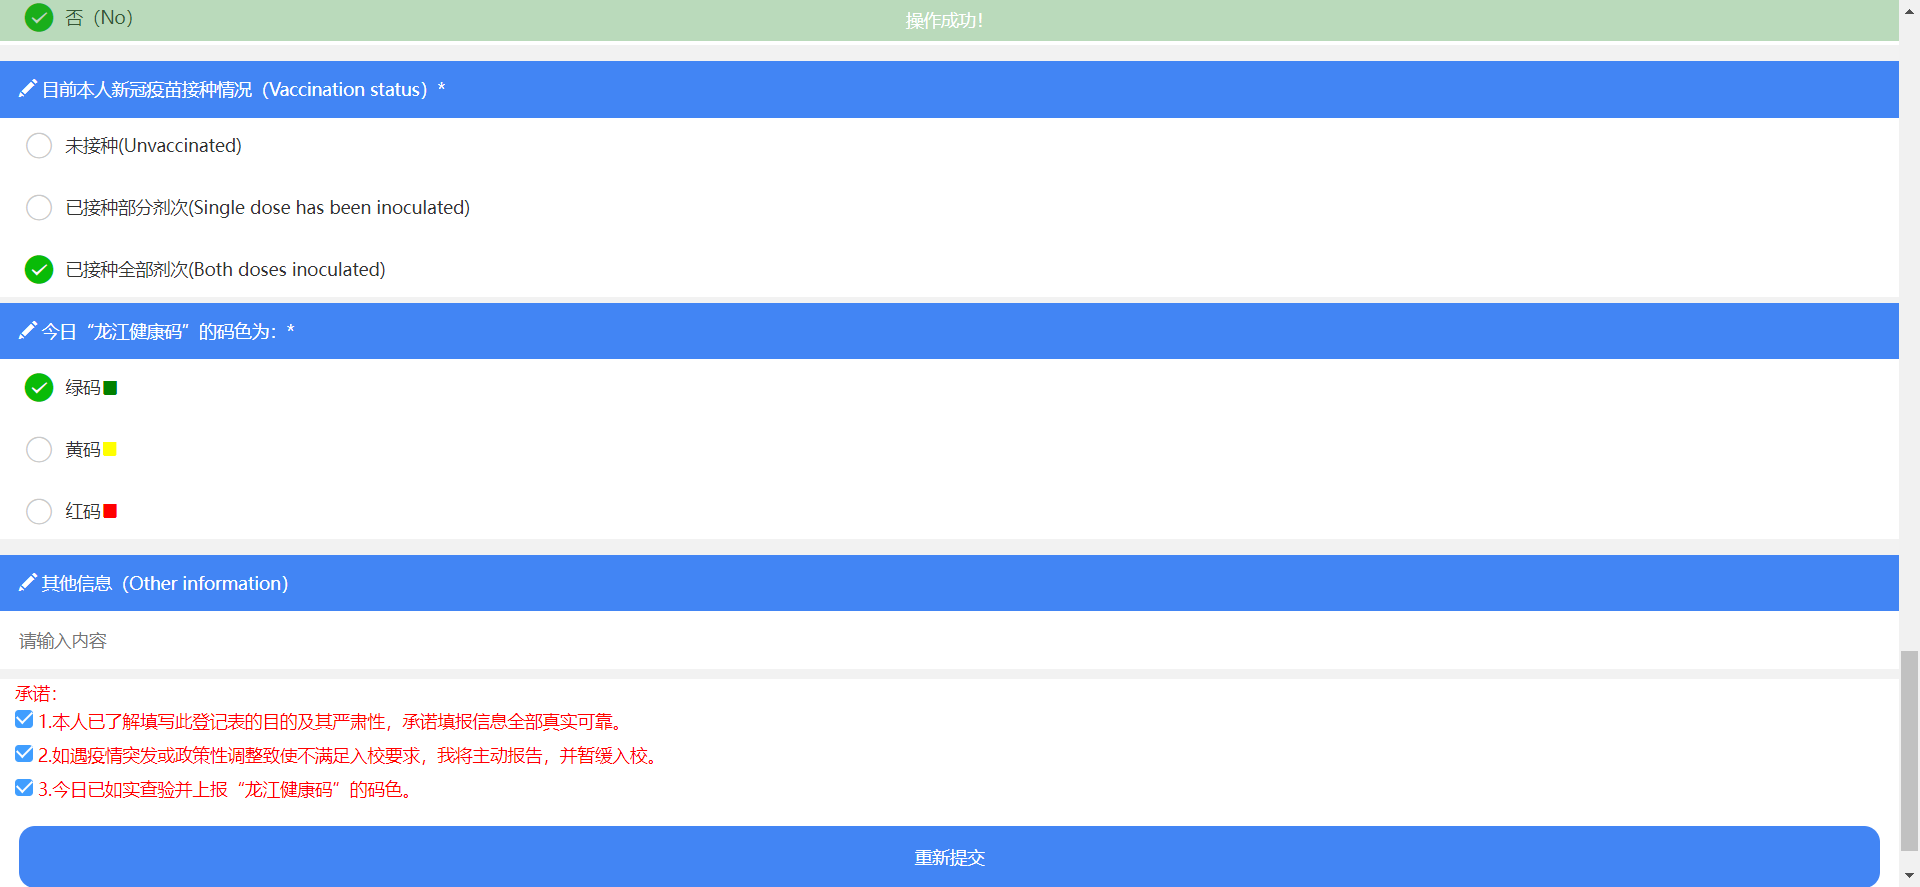 否（No）
操作成功！
目前本人新冠疫苗接种情况（Vaccination status）*
未接种(Unvaccinated)
已接种部分剂次(Single dose has been inoculated)
已接种全部剂次(Both doses inoculated)
今日“龙江健康码”的码色为：*
绿码
黄码
红码
其他信息（Other information）
请输入内容
承诺：
1.本人已了解填写此登记表的目的及其严肃性，承诺填报信息全部真实可靠。
2.如遇疫情突发或政策性调整致使不满足入校要求，我将主动报告，并暂缓入校。
3.今日已如实查验并上报“龙江健康码”的码色。
重新提交